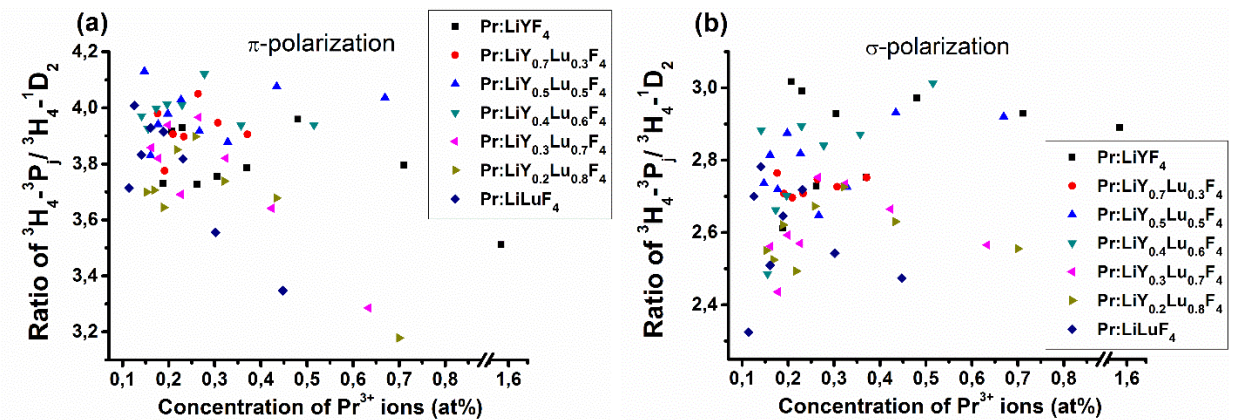 (a)
π-polarization
Ratio of ³H₄-³Pⱼ/ ³H₄-¹D₂
4,2
4,0
3,8
3,6
3,4
3,2
0,1 0,2 0,3 0,4 0,5 0,6 0,7 1,6
Concentration of Pr³⁺ ions (at%)
Pr:LiYF₄
Pr:LiY₀.₇Lu₀.₃F₄
Pr:LiY₀.₅Lu₀.₅F₄
Pr:LiY₀.₄Lu₀.₆F₄
Pr:LiY₀.₃Lu₀.₇F₄
Pr:LiY₀.₂Lu₀.₈F₄
Pr:LiLuF₄
(b)
σ-polarization
Ratio of ³H₄-³Pⱼ/ ³H₄-¹D₂
3,0
2,8
2,6
2,4
0,1 0,2 0,3 0,4 0,5 0,6 0,7 1,6
Concentration of Pr³⁺ ions (at%)
Pr:LiYF₄
Pr:LiY₀.₇Lu₀.₃F₄
Pr:LiY₀.₅Lu₀.₅F₄
Pr:LiY₀.₄Lu₀.₆F₄
Pr:LiY₀.₃Lu₀.₇F₄
Pr:LiY₀.₂Lu₀.₈F₄
Pr:LiLuF₄